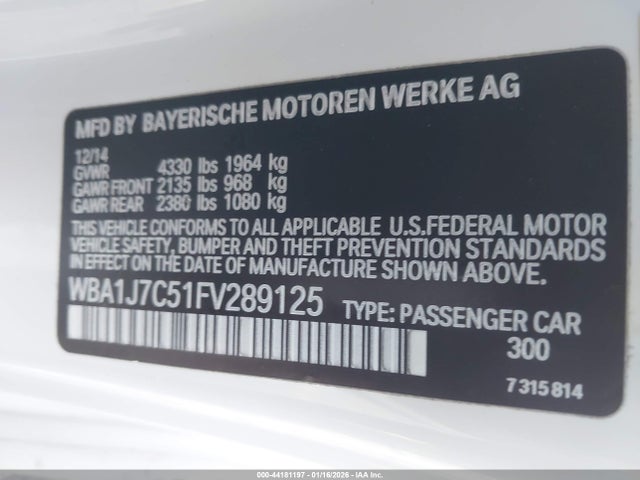 MFD BY BAYERISCHE MOTOREN WERKE AG
12/14
GVWR 4330 lbs 1964 kg
GAWR FRONT 2135 lbs 968 kg
GAWR REAR 2380 lbs 1080 kg
THIS VEHICLE CONFORMS TO ALL APPLICABLE U.S.FEDERAL MOTOR
VEHICLE SAFETY, BUMPER AND THEFT PREVENTION STANDARDS
IN EFFECT ON THE DATE OF MANUFACTURE SHOWN ABOVE.
WBA1J7C51FV289125 TYPE: PASSENGER CAR
300
7 315 814
000-44181197 - 01/16/2026 - IAA Inc.